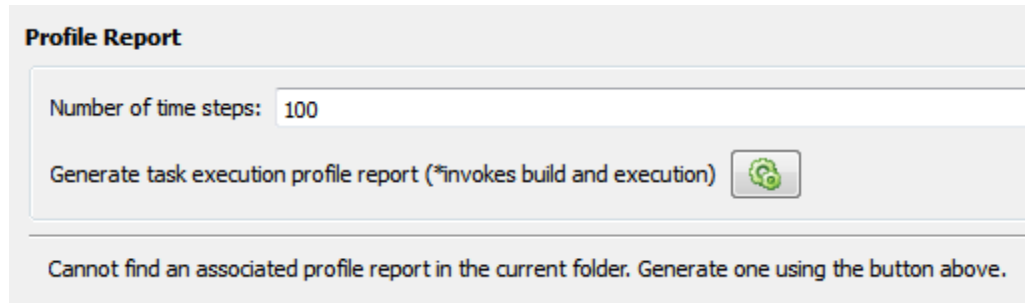 Profile Report
Number of time steps: 100
Generate task execution profile report (*invokes build and execution)
Cannot find an associated profile report in the current folder. Generate one using the button above.